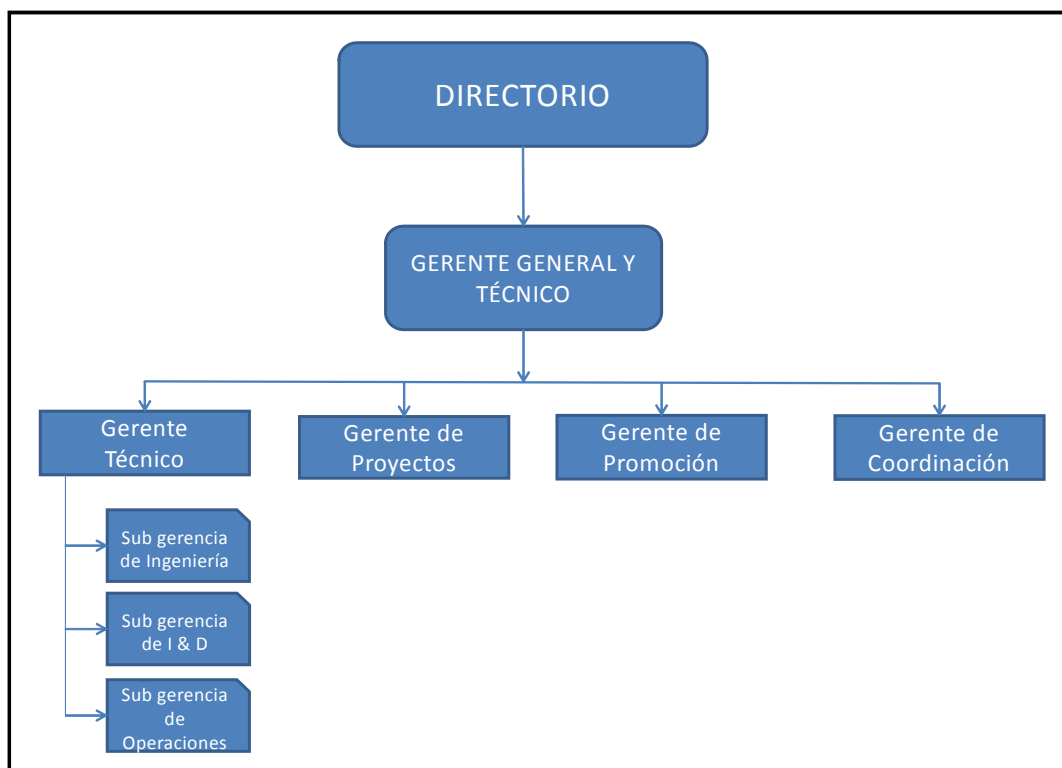 DIRECTORIO
GERENTE GENERAL Y
TÉCNICO
Gerente
Técnico
Gerente de
Proyectos
Gerente de
Promoción
Gerente de
Coordinación
Sub gerencia
de Ingeniería
Sub gerencia
de I & D
Sub gerencia
de
Operaciones